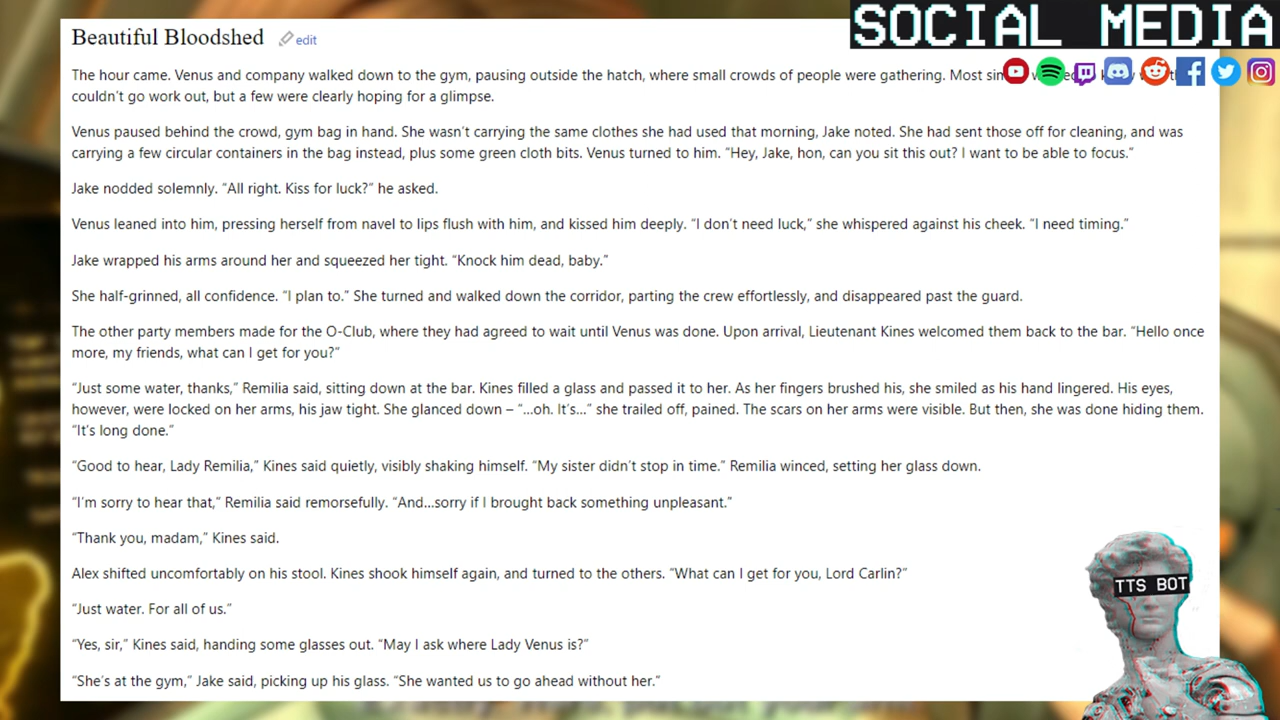 SOCIAL MEDIA
Beautiful Bloodshed edit
The hour came. Venus and company walked down to the gym, pausing outside the hatch, where small crowds of people were gathering. Most
couldn’t go work out, but a few were clearly hoping for a glimpse.
Venus paused behind the crowd, gym bag in hand. She wasn’t carrying the same clothes she had used that morning, Jake noted. She had sent those off for cleaning, and was
carrying a few circular containers in the bag instead, plus some green cloth bits. Venus turned to him. “Hey, Jake, hon, can you sit this out? I want to be able to focus.”
Jake nodded solemnly. “All right. Kiss for luck?” he asked.
Venus leaned into him, pressing herself from navel to lips flush with him, and kissed him deeply. “I don’t need luck,” she whispered against his cheek. “I need timing.”
Jake wrapped his arms around her and squeezed her tight. “Knock him dead, baby.”
She half-grinned, all confidence. “I plan to.” She turned and walked down the corridor, parting the crew effortlessly, and disappeared past the guard.
The other party members made for the O-Club, where they had agreed to wait until Venus was done. Upon arrival, Lieutenant Kines welcomed them back to the bar. “Hello once
more, my friends, what can I get for you?”
“Just some water, thanks,” Remilia said, sitting down at the bar. Kines filled a glass and passed it to her. As her fingers brushed his, she smiled as his hand lingered. His eyes,
however, were locked on her arms, his jaw tight. She glanced down – “...oh. It’s...” she trailed off, pained. The scars on her arms were visible. But then, she was done hiding them.
“It’s long done.”
“Good to hear, Lady Remilia,” Kines said quietly, visibly shaking himself. “My sister didn’t stop in time.” Remilia winced, setting her glass down.
“I’m sorry to hear that,” Remilia said remorsefully. “And...sorry if I brought back something unpleasant.”
“Thank you, madam,” Kines said.
Alex shifted uncomfortably on his stool. Kines shook himself again, and turned to the others. “What can I get for you, Lord Carlin?”
“Just water. For all of us.”
“Yes, sir,” Kines said, handing some glasses out. “May I ask where Lady Venus is?”
“She’s at the gym,” Jake said, picking up his glass. “She wanted us to go ahead without her.”
TTS BOT